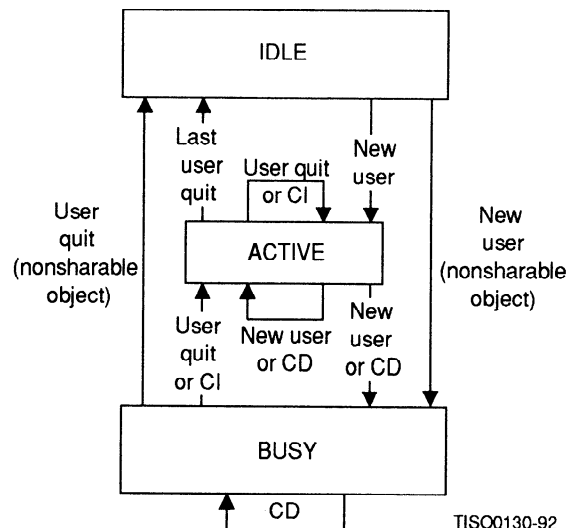 IDLE
Last
user
quit
New
user
User quit
or CI
User
quit
(nonsharable
object)
New
user
(nonsharable
object)
ACTIVE
User
quit
or CI
New user
or CD
New
user
or CD
BUSY
CD
TISO0130-92